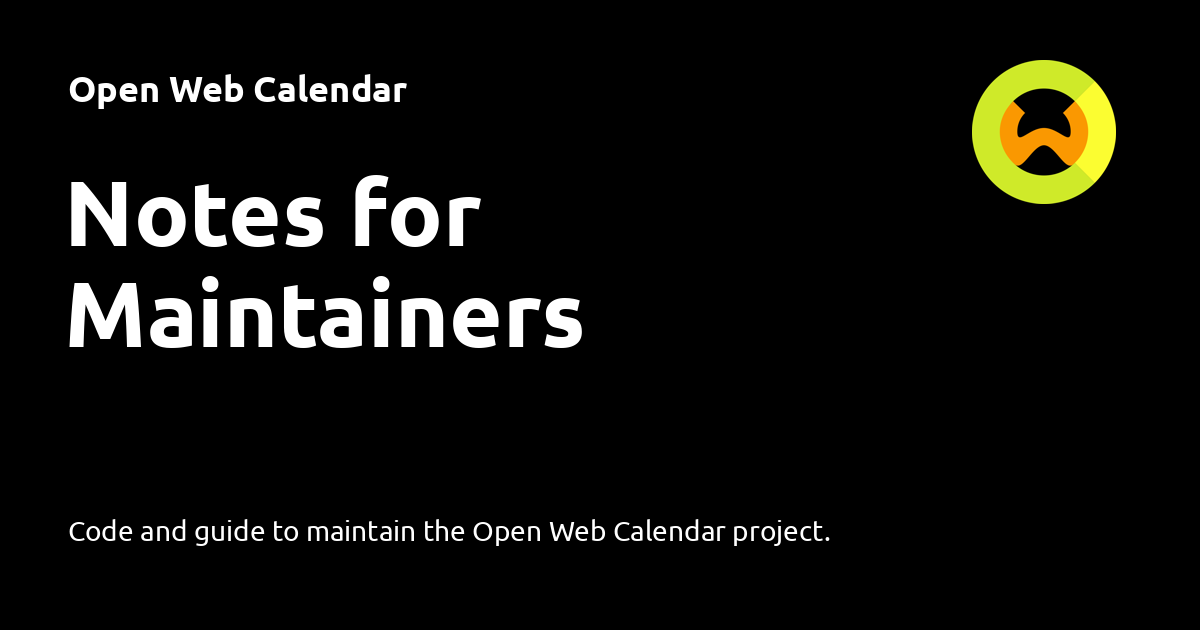 Open Web Calendar
Notes for
Maintainers
Code and guide to maintain the Open Web Calendar project.